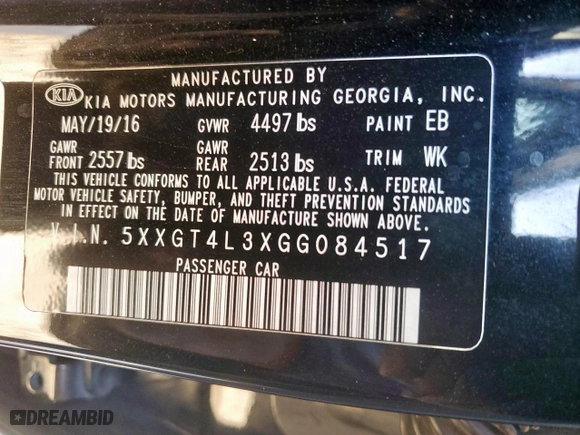 MANUFACTURED BY
KIA KIA MOTORS MANUFACTURING GEORGIA, INC.
MAY/19/16 GVWR 4497 lbs PAINT EB
GAWR FRONT 2557 lbs GAWR REAR 2513 lbs TRIM WK
THIS VEHICLE CONFORMS TO ALL APPLICABLE U.S.A. FEDERAL
MOTOR VEHICLE SAFETY, BUMPER, AND THEFT PREVENTION STANDARDS
IN EFFECT ON THE DATE OF MANUFACTURE SHOWN ABOVE.
V.I.N. 5XXGT4L3XGG084517
PASSENGER CAR
DREAMBID